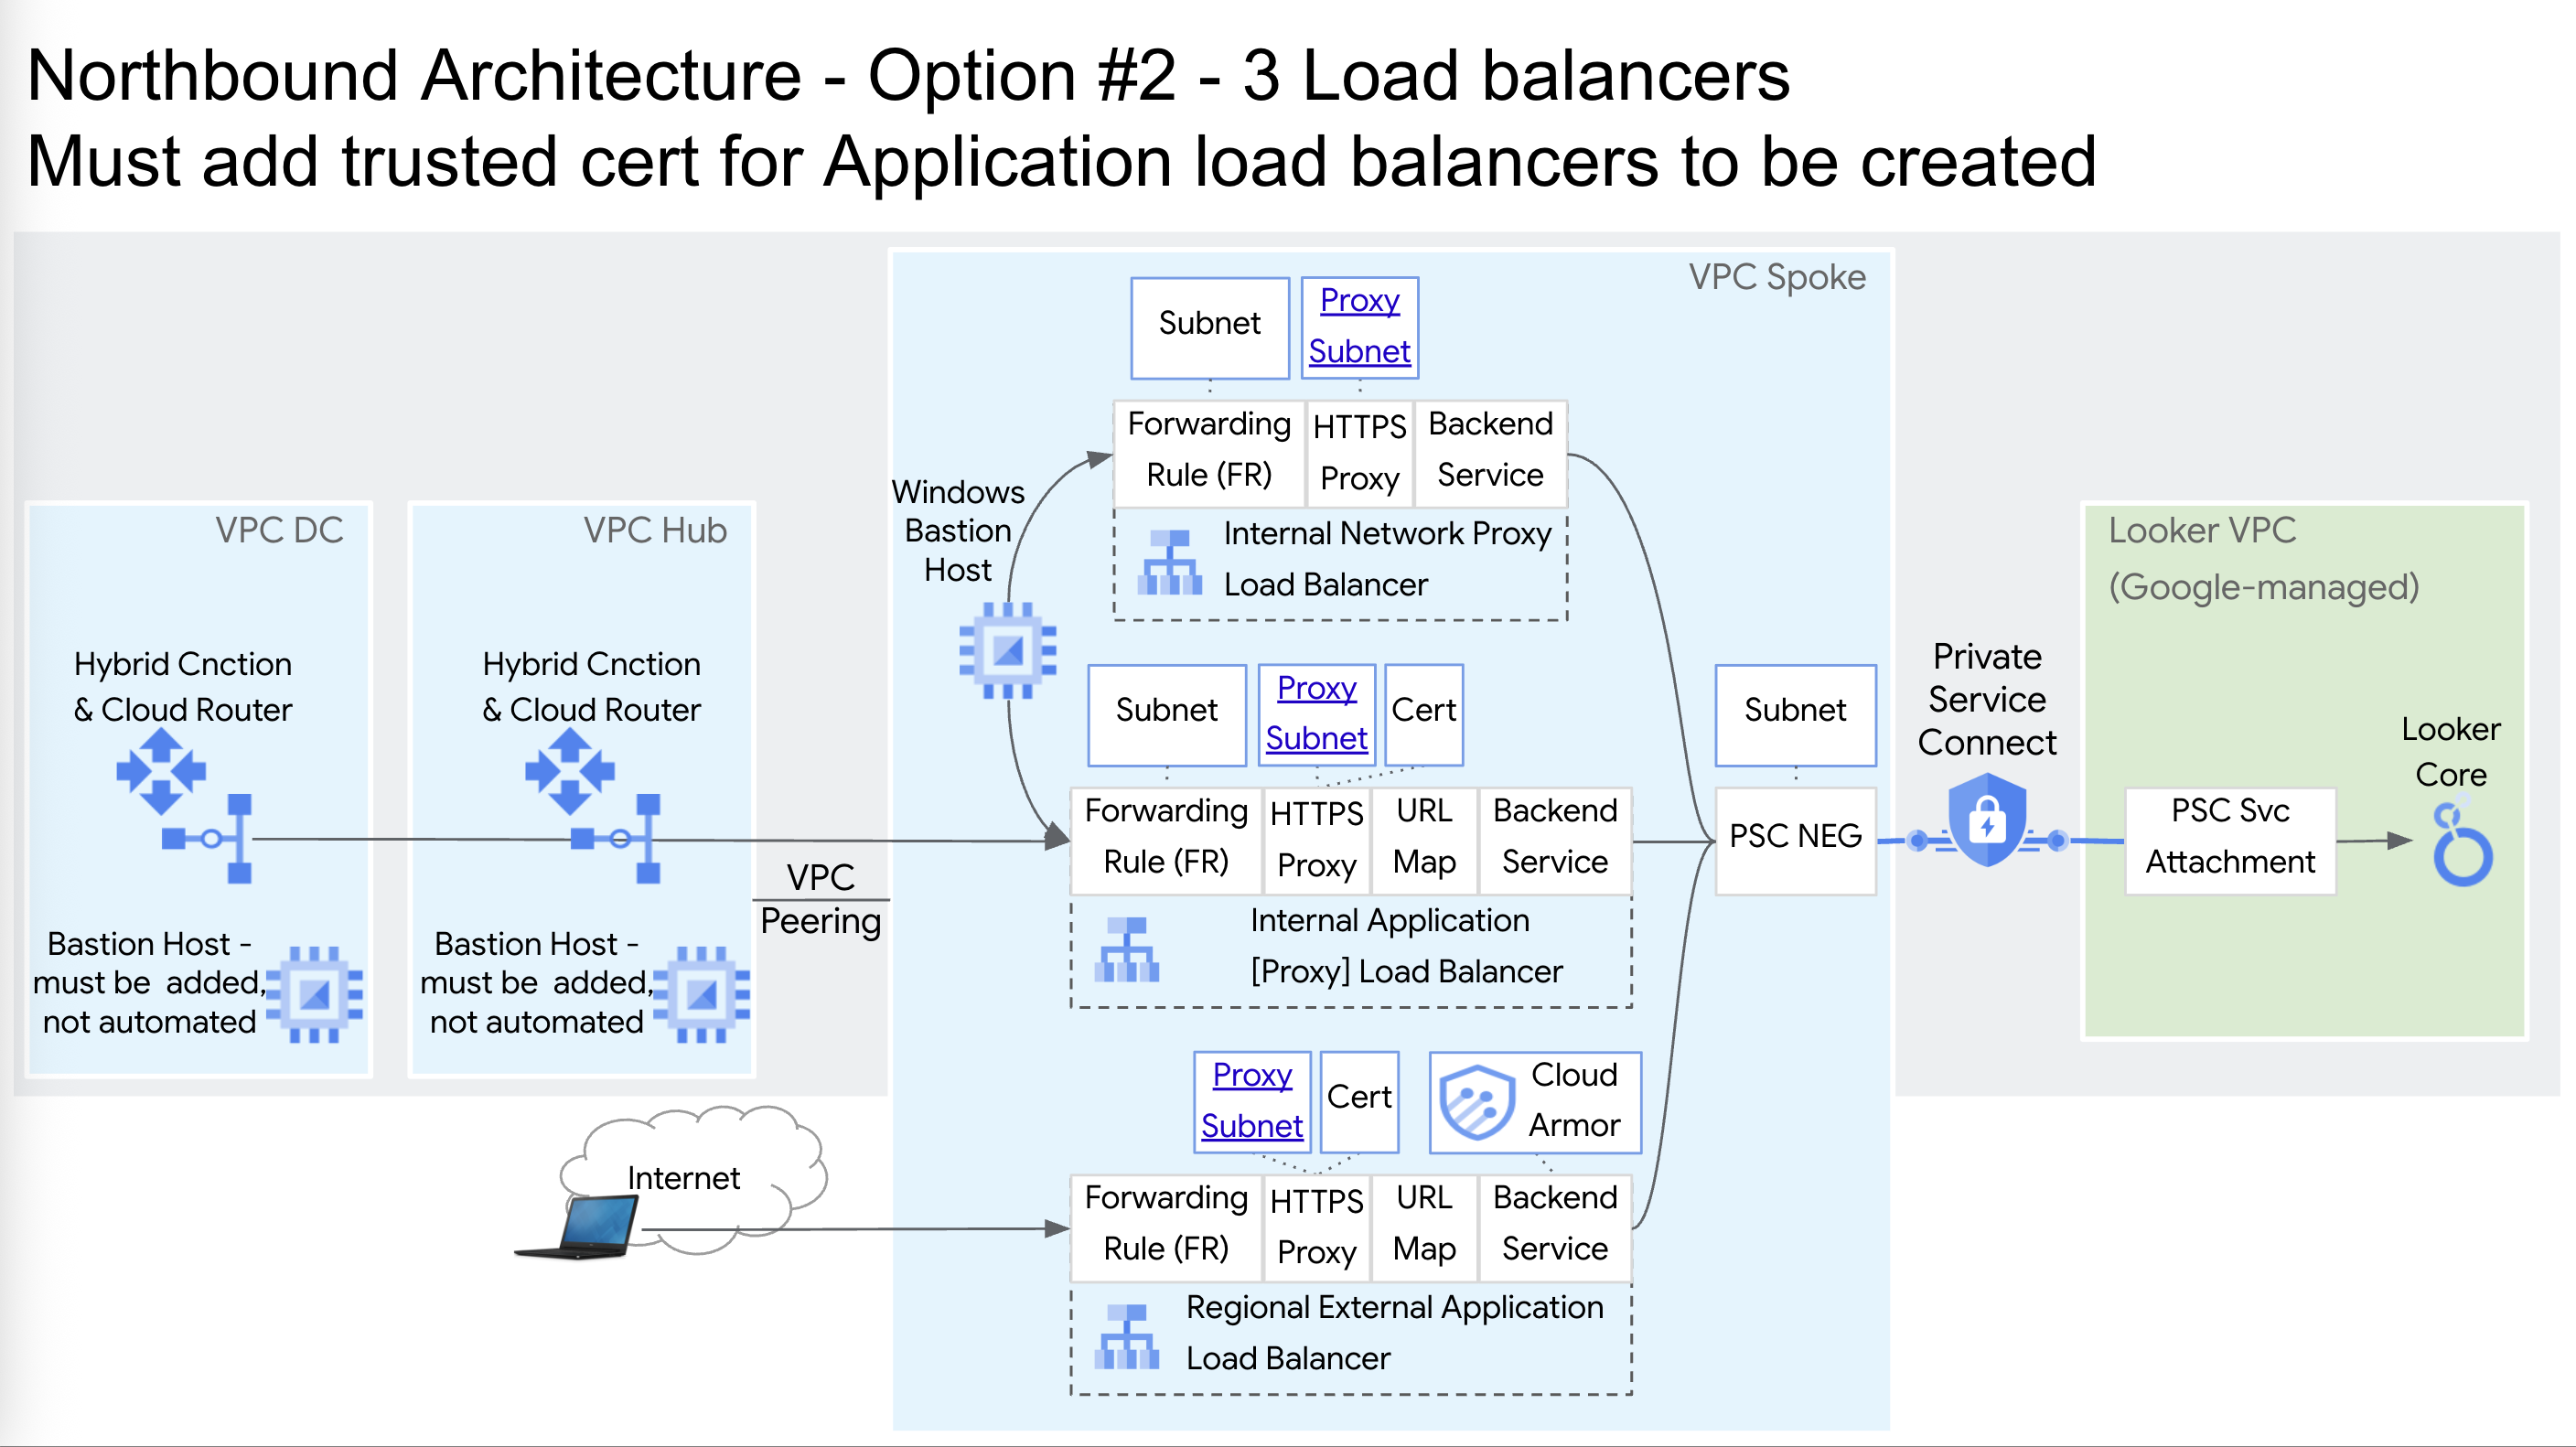 Northbound Architecture - Option #2 - 3 Load balancers
Must add trusted cert for Application load balancers to be created
VPC Spoke
Subnet
Proxy
Subnet
Forwarding
Rule (FR)
HTTPS
Proxy
Backend
Service
Internal Network Proxy
Load Balancer
Windows
Bastion
Host
VPC DC
Hybrid Cnction
& Cloud Router
Bastion Host -
must be  added,
not automated
VPC Hub
Hybrid Cnction
& Cloud Router
Bastion Host -
must be  added,
not automated
VPC
Peering
Subnet
Proxy
Subnet
Cert
Forwarding
Rule (FR)
HTTPS
Proxy
URL
Map
Backend
Service
Internal Application
[Proxy] Load Balancer
Subnet
PSC NEG
Private
Service
Connect
Looker VPC
(Google-managed)
PSC Svc
Attachment
Looker
Core
Internet
Proxy
Subnet
Cert
Cloud
Armor
Forwarding
Rule (FR)
HTTPS
Proxy
URL
Map
Backend
Service
Regional External Application
Load Balancer